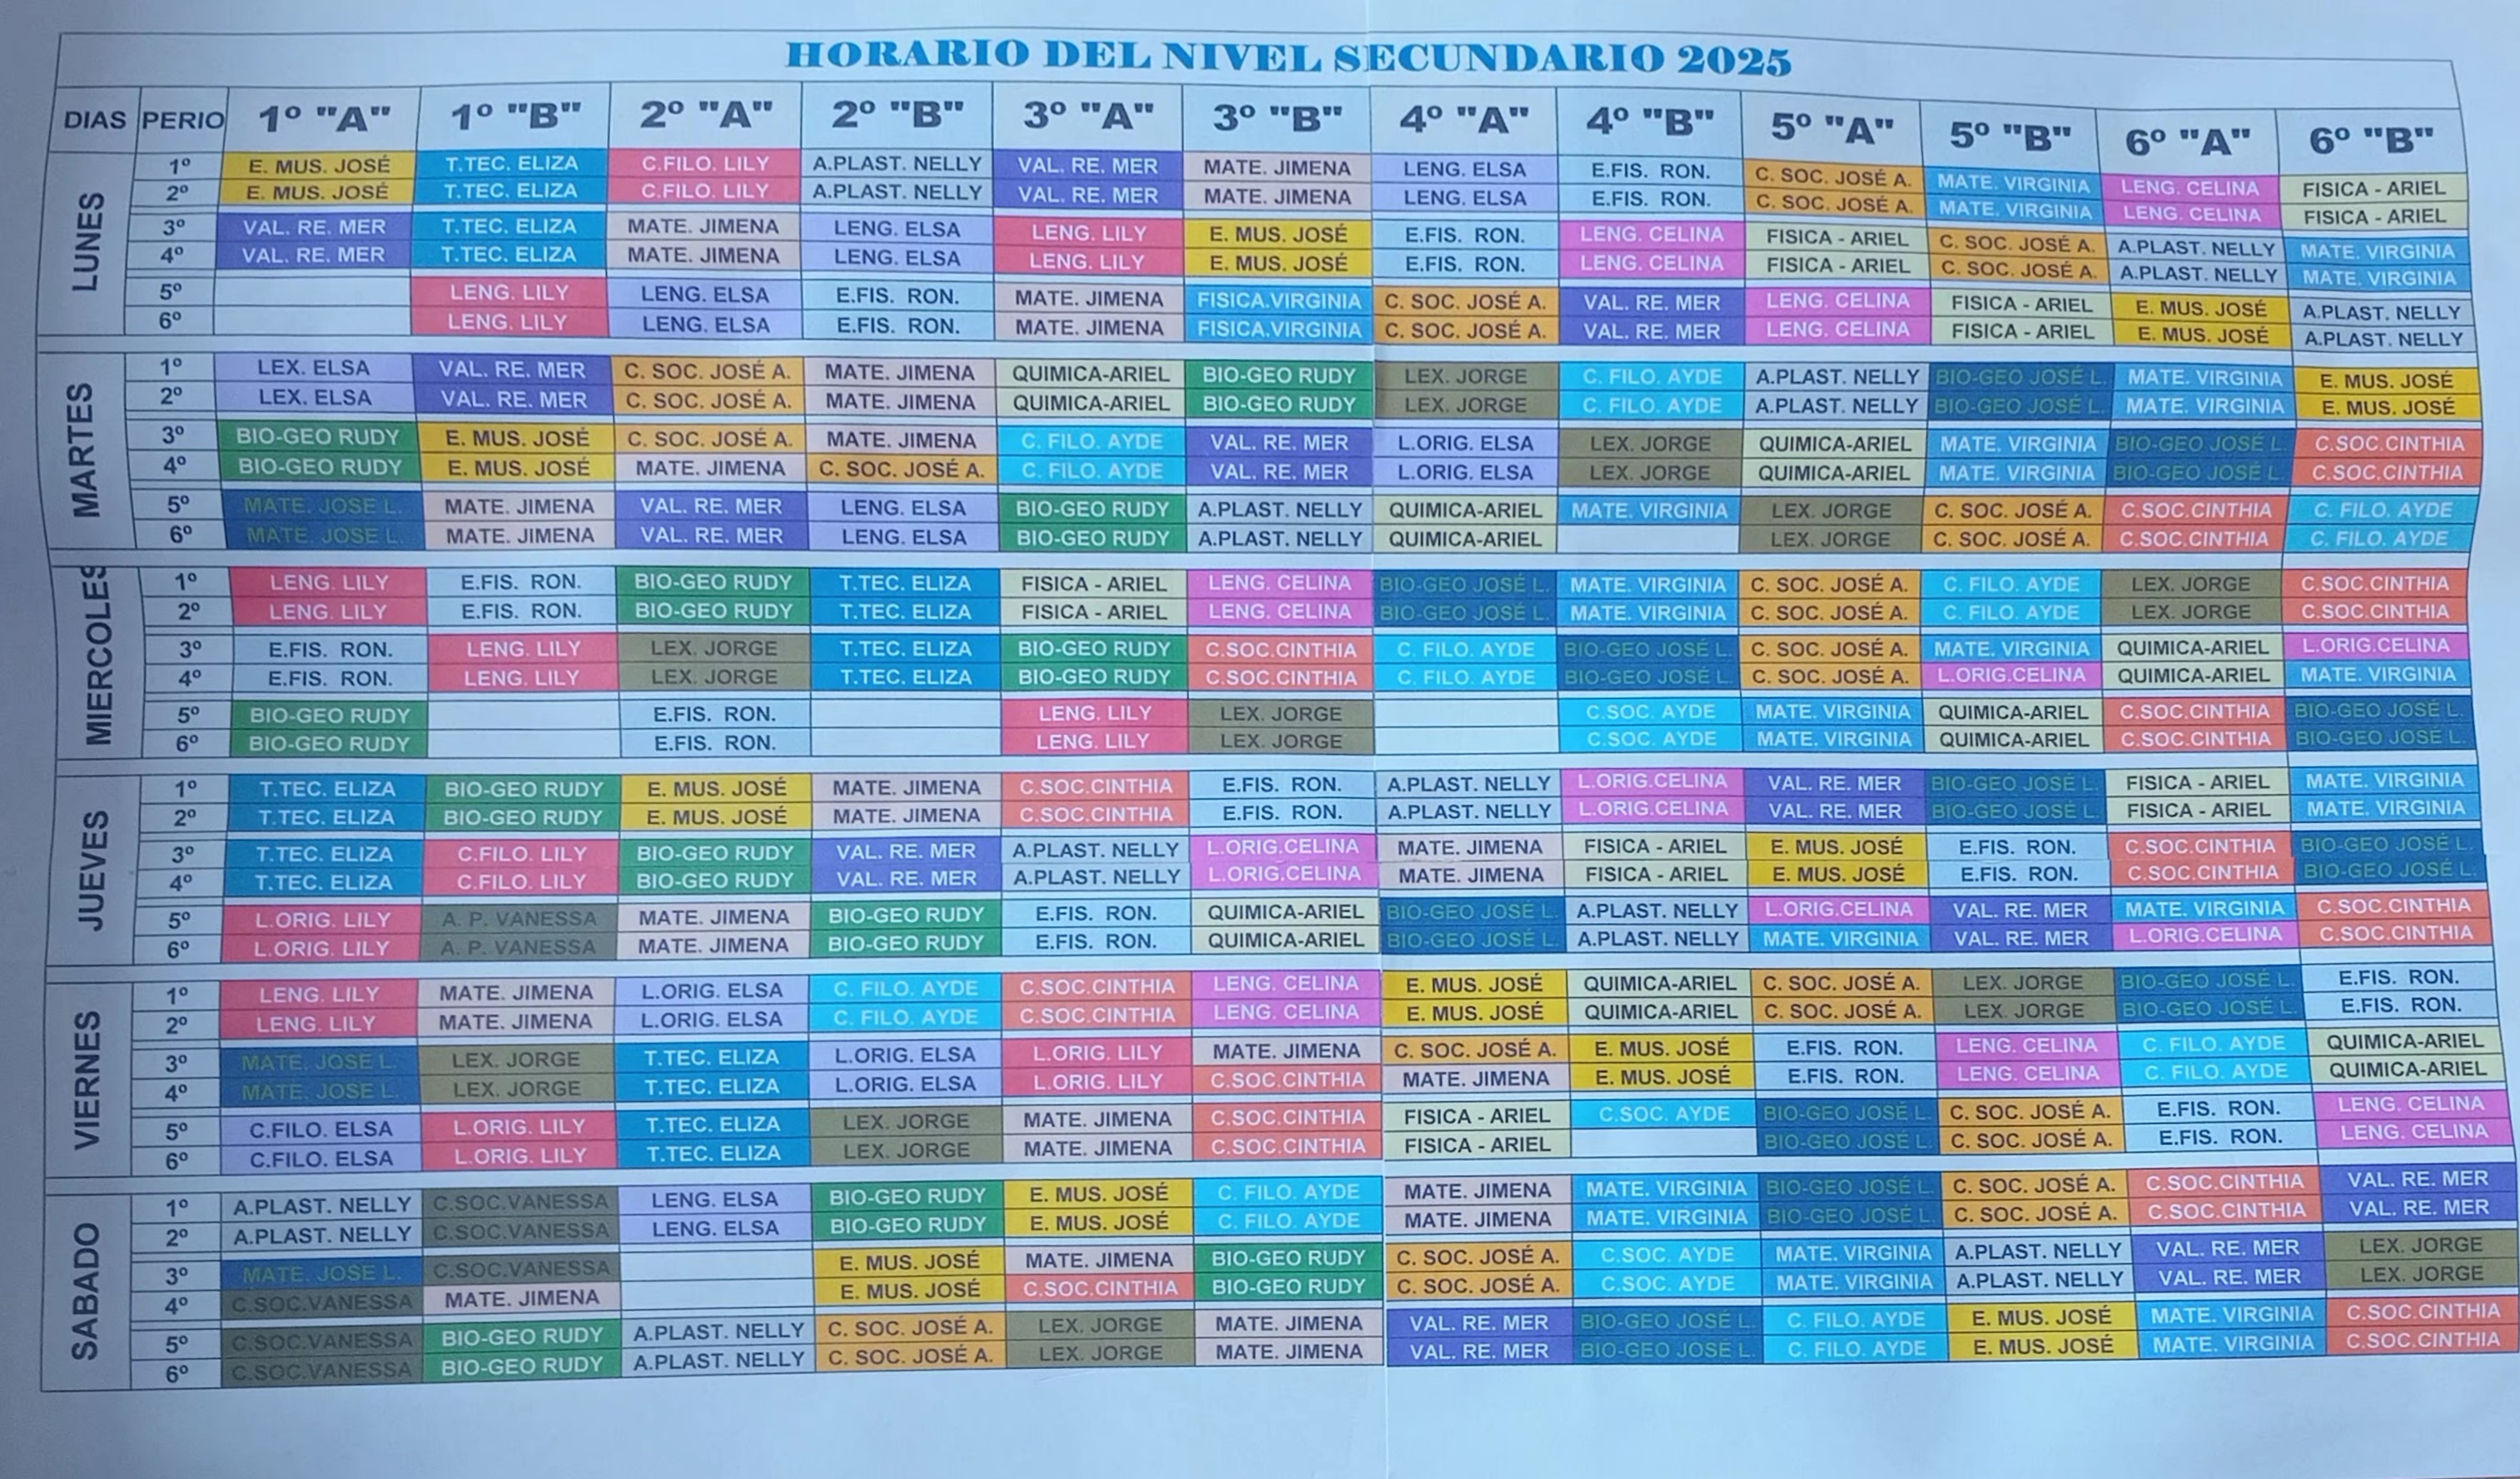 HORARIO DEL NIVEL SECUNDARIO 2025
DIAS PERIO 1º "A" 1º "B" 2º "A" 2º "B" 3º "A" 3º "B" 4º "A" 4º "B" 5º "A" 5º "B" 6º "A" 6º "B"
LUNES
1º E. MUS. JOSÉ T.TEC. ELIZA C.FILO. LILY A.PLAST. NELLY VAL. RE. MER MATE. JIMENA LENG. ELSA E.FIS. RON. C. SOC. JOSÉ A. MATE. VIRGINIA LENG. CELINA FISICA - ARIEL
2º E. MUS. JOSÉ T.TEC. ELIZA C.FILO. LILY A.PLAST. NELLY VAL. RE. MER MATE. JIMENA LENG. ELSA E.FIS. RON. C. SOC. JOSÉ A. MATE. VIRGINIA LENG. CELINA FISICA - ARIEL
3º VAL. RE. MER T.TEC. ELIZA MATE. JIMENA LENG. ELSA LENG. LILY E. MUS. JOSÉ E.FIS. RON. LENG. CELINA FISICA - ARIEL C. SOC. JOSÉ A. A.PLAST. NELLY MATE. VIRGINIA
4º VAL. RE. MER T.TEC. ELIZA MATE. JIMENA LENG. ELSA LENG. LILY E. MUS. JOSÉ E.FIS. RON. LENG. CELINA FISICA - ARIEL C. SOC. JOSÉ A. A.PLAST. NELLY MATE. VIRGINIA
5º LENG. LILY LENG. ELSA E.FIS. RON. MATE. JIMENA FISICA.VIRGINIA C. SOC. JOSÉ A. VAL. RE. MER LENG. CELINA FISICA - ARIEL E. MUS. JOSÉ A.PLAST. NELLY
6º LENG. LILY LENG. ELSA E.FIS. RON. MATE. JIMENA FISICA.VIRGINIA C. SOC. JOSÉ A. VAL. RE. MER LENG. CELINA FISICA - ARIEL E. MUS. JOSÉ A.PLAST. NELLY
MARTES
1º LEX. ELSA VAL. RE. MER C. SOC. JOSÉ A. MATE. JIMENA QUIMICA-ARIEL BIO-GEO RUDY LEX. JORGE C. FILO. AYDE A.PLAST. NELLY BIO-GEO JOSÉ L. MATE. VIRGINIA E. MUS. JOSÉ
2º LEX. ELSA VAL. RE. MER C. SOC. JOSÉ A. MATE. JIMENA QUIMICA-ARIEL BIO-GEO RUDY LEX. JORGE C. FILO. AYDE A.PLAST. NELLY BIO-GEO JOSÉ L. MATE. VIRGINIA E. MUS. JOSÉ
3º BIO-GEO RUDY E. MUS. JOSÉ C. SOC. JOSÉ A. MATE. JIMENA C. FILO. AYDE VAL. RE. MER L.ORIG. ELSA LEX. JORGE QUIMICA-ARIEL MATE. VIRGINIA BIO-GEO JOSÉ L. C.SOC.CINTHIA
4º BIO-GEO RUDY E. MUS. JOSÉ MATE. JIMENA C. SOC. JOSÉ A. C. FILO. AYDE VAL. RE. MER L.ORIG. ELSA LEX. JORGE QUIMICA-ARIEL MATE. VIRGINIA BIO-GEO JOSÉ L. C.SOC.CINTHIA
5º MATE. JOSE L. MATE. JIMENA VAL. RE. MER LENG. ELSA BIO-GEO RUDY A.PLAST. NELLY QUIMICA-ARIEL MATE. VIRGINIA LEX. JORGE C. SOC. JOSÉ A. C.SOC.CINTHIA C. FILO. AYDE
6º MATE. JOSE L. MATE. JIMENA VAL. RE. MER LENG. ELSA BIO-GEO RUDY A.PLAST. NELLY QUIMICA-ARIEL LEX. JORGE C. SOC. JOSÉ A. C.SOC.CINTHIA C. FILO. AYDE
MIERCOLES
1º LENG. LILY E.FIS. RON. BIO-GEO RUDY T.TEC. ELIZA FISICA - ARIEL LENG. CELINA BIO-GEO JOSÉ L. MATE. VIRGINIA C. SOC. JOSÉ A. C. FILO. AYDE LEX. JORGE C.SOC.CINTHIA
2º LENG. LILY E.FIS. RON. BIO-GEO RUDY T.TEC. ELIZA FISICA - ARIEL LENG. CELINA BIO-GEO JOSÉ L. MATE. VIRGINIA C. SOC. JOSÉ A. C. FILO. AYDE LEX. JORGE C.SOC.CINTHIA
3º E.FIS. RON. LENG. LILY LEX. JORGE T.TEC. ELIZA BIO-GEO RUDY C.SOC.CINTHIA C. FILO. AYDE BIO-GEO JOSÉ L. C. SOC. JOSÉ A. MATE. VIRGINIA QUIMICA-ARIEL L.ORIG.CELINA
4º E.FIS. RON. LENG. LILY LEX. JORGE T.TEC. ELIZA BIO-GEO RUDY C.SOC.CINTHIA C. FILO. AYDE BIO-GEO JOSÉ L. C. SOC. JOSÉ A. L.ORIG.CELINA QUIMICA-ARIEL MATE. VIRGINIA
5º BIO-GEO RUDY E.FIS. RON. LENG. LILY LEX. JORGE C.SOC. AYDE MATE. VIRGINIA QUIMICA-ARIEL C.SOC.CINTHIA BIO-GEO JOSÉ L.
6º BIO-GEO RUDY E.FIS. RON. LENG. LILY LEX. JORGE C.SOC. AYDE MATE. VIRGINIA QUIMICA-ARIEL C.SOC.CINTHIA BIO-GEO JOSÉ L.
JUEVES
1º T.TEC. ELIZA BIO-GEO RUDY E. MUS. JOSÉ MATE. JIMENA C.SOC.CINTHIA E.FIS. RON. A.PLAST. NELLY L.ORIG.CELINA VAL. RE. MER BIO-GEO JOSÉ L. FISICA - ARIEL MATE. VIRGINIA
2º T.TEC. ELIZA BIO-GEO RUDY E. MUS. JOSÉ MATE. JIMENA C.SOC.CINTHIA E.FIS. RON. A.PLAST. NELLY L.ORIG.CELINA VAL. RE. MER BIO-GEO JOSÉ L. FISICA - ARIEL MATE. VIRGINIA
3º T.TEC. ELIZA C.FILO. LILY BIO-GEO RUDY VAL. RE. MER A.PLAST. NELLY L.ORIG.CELINA MATE. JIMENA FISICA - ARIEL E. MUS. JOSÉ E.FIS. RON. C.SOC.CINTHIA BIO-GEO JOSÉ L.
4º T.TEC. ELIZA C.FILO. LILY BIO-GEO RUDY VAL. RE. MER A.PLAST. NELLY L.ORIG.CELINA MATE. JIMENA FISICA - ARIEL E. MUS. JOSÉ E.FIS. RON. C.SOC.CINTHIA BIO-GEO JOSÉ L.
5º L.ORIG. LILY A. P. VANESSA MATE. JIMENA BIO-GEO RUDY E.FIS. RON. QUIMICA-ARIEL BIO-GEO JOSÉ L. A.PLAST. NELLY L.ORIG.CELINA VAL. RE. MER MATE. VIRGINIA C.SOC.CINTHIA
6º L.ORIG. LILY A. P. VANESSA MATE. JIMENA BIO-GEO RUDY E.FIS. RON. QUIMICA-ARIEL BIO-GEO JOSÉ L. A.PLAST. NELLY MATE. VIRGINIA VAL. RE. MER L.ORIG.CELINA C.SOC.CINTHIA
VIERNES
1º LENG. LILY MATE. JIMENA L.ORIG. ELSA C. FILO. AYDE C.SOC.CINTHIA LENG. CELINA E. MUS. JOSÉ QUIMICA-ARIEL C. SOC. JOSÉ A. LEX. JORGE BIO-GEO JOSÉ L. E.FIS. RON.
2º LENG. LILY MATE. JIMENA L.ORIG. ELSA C. FILO. AYDE C.SOC.CINTHIA LENG. CELINA E. MUS. JOSÉ QUIMICA-ARIEL C. SOC. JOSÉ A. LEX. JORGE BIO-GEO JOSÉ L. E.FIS. RON.
3º MATE. JOSE L. LEX. JORGE T.TEC. ELIZA L.ORIG. ELSA L.ORIG. LILY MATE. JIMENA C. SOC. JOSÉ A. E. MUS. JOSÉ E.FIS. RON. LENG. CELINA C. FILO. AYDE QUIMICA-ARIEL
4º MATE. JOSE L. LEX. JORGE T.TEC. ELIZA L.ORIG. ELSA L.ORIG. LILY C.SOC.CINTHIA MATE. JIMENA E. MUS. JOSÉ E.FIS. RON. LENG. CELINA C. FILO. AYDE QUIMICA-ARIEL
5º C.FILO. ELSA L.ORIG. LILY T.TEC. ELIZA LEX. JORGE MATE. JIMENA C.SOC.CINTHIA FISICA - ARIEL C.SOC. AYDE BIO-GEO JOSÉ L. C. SOC. JOSÉ A. E.FIS. RON. LENG. CELINA
6º C.FILO. ELSA L.ORIG. LILY T.TEC. ELIZA LEX. JORGE MATE. JIMENA C.SOC.CINTHIA FISICA - ARIEL BIO-GEO JOSÉ L. C. SOC. JOSÉ A. E.FIS. RON. LENG. CELINA
SABADO
1º A.PLAST. NELLY C.SOC.VANESSA LENG. ELSA BIO-GEO RUDY E. MUS. JOSÉ C. FILO. AYDE MATE. JIMENA MATE. VIRGINIA BIO-GEO JOSÉ L. C. SOC. JOSÉ A. C.SOC.CINTHIA VAL. RE. MER
2º A.PLAST. NELLY C.SOC.VANESSA LENG. ELSA BIO-GEO RUDY E. MUS. JOSÉ C. FILO. AYDE MATE. JIMENA MATE. VIRGINIA BIO-GEO JOSÉ L. C. SOC. JOSÉ A. C.SOC.CINTHIA VAL. RE. MER
3º MATE. JOSE L. C.SOC.VANESSA E. MUS. JOSÉ MATE. JIMENA BIO-GEO RUDY C. SOC. JOSÉ A. C.SOC. AYDE MATE. VIRGINIA A.PLAST. NELLY VAL. RE. MER LEX. JORGE
4º C.SOC.VANESSA MATE. JIMENA E. MUS. JOSÉ C.SOC.CINTHIA BIO-GEO RUDY C. SOC. JOSÉ A. C.SOC. AYDE MATE. VIRGINIA A.PLAST. NELLY VAL. RE. MER LEX. JORGE
5º C.SOC.VANESSA BIO-GEO RUDY A.PLAST. NELLY C. SOC. JOSÉ A. LEX. JORGE MATE. JIMENA VAL. RE. MER BIO-GEO JOSÉ L. C. FILO. AYDE E. MUS. JOSÉ MATE. VIRGINIA C.SOC.CINTHIA
6º C.SOC.VANESSA BIO-GEO RUDY A.PLAST. NELLY C. SOC. JOSÉ A. LEX. JORGE MATE. JIMENA VAL. RE. MER BIO-GEO JOSÉ L. C. FILO. AYDE E. MUS. JOSÉ MATE. VIRGINIA C.SOC.CINTHIA